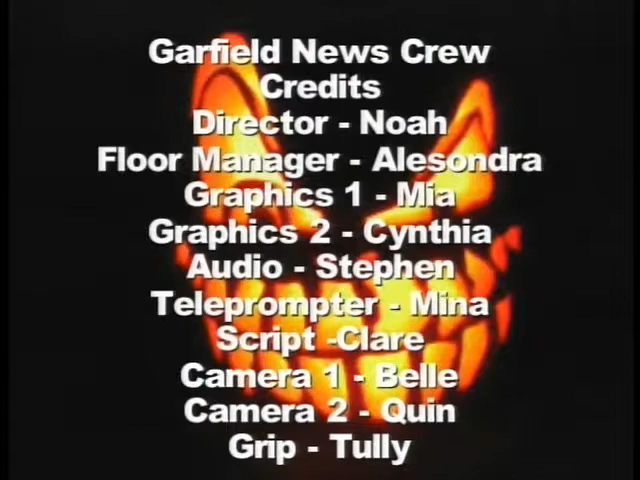 Garfield News Crew
Credits
Director - Noah
Floor Manager - Alesondra
Graphics 1 - Mia
Graphics 2 - Cynthia
Audio - Stephen
Teleprompter - Mina
Script -Clare
Camera 1 - Belle
Camera 2 - Quin
Grip - Tully